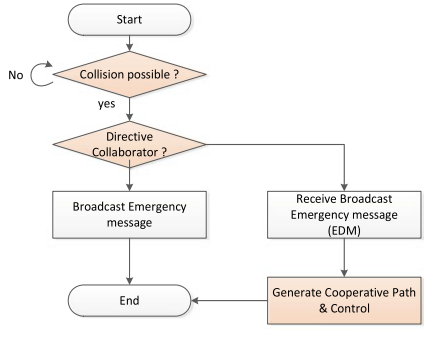 Start
No
Collision possible ?
yes
Directive
Collaborator ?
Broadcast Emergency
message
Receive Broadcast
Emergency message
(EDM)
End
Generate Cooperative Path
& Control